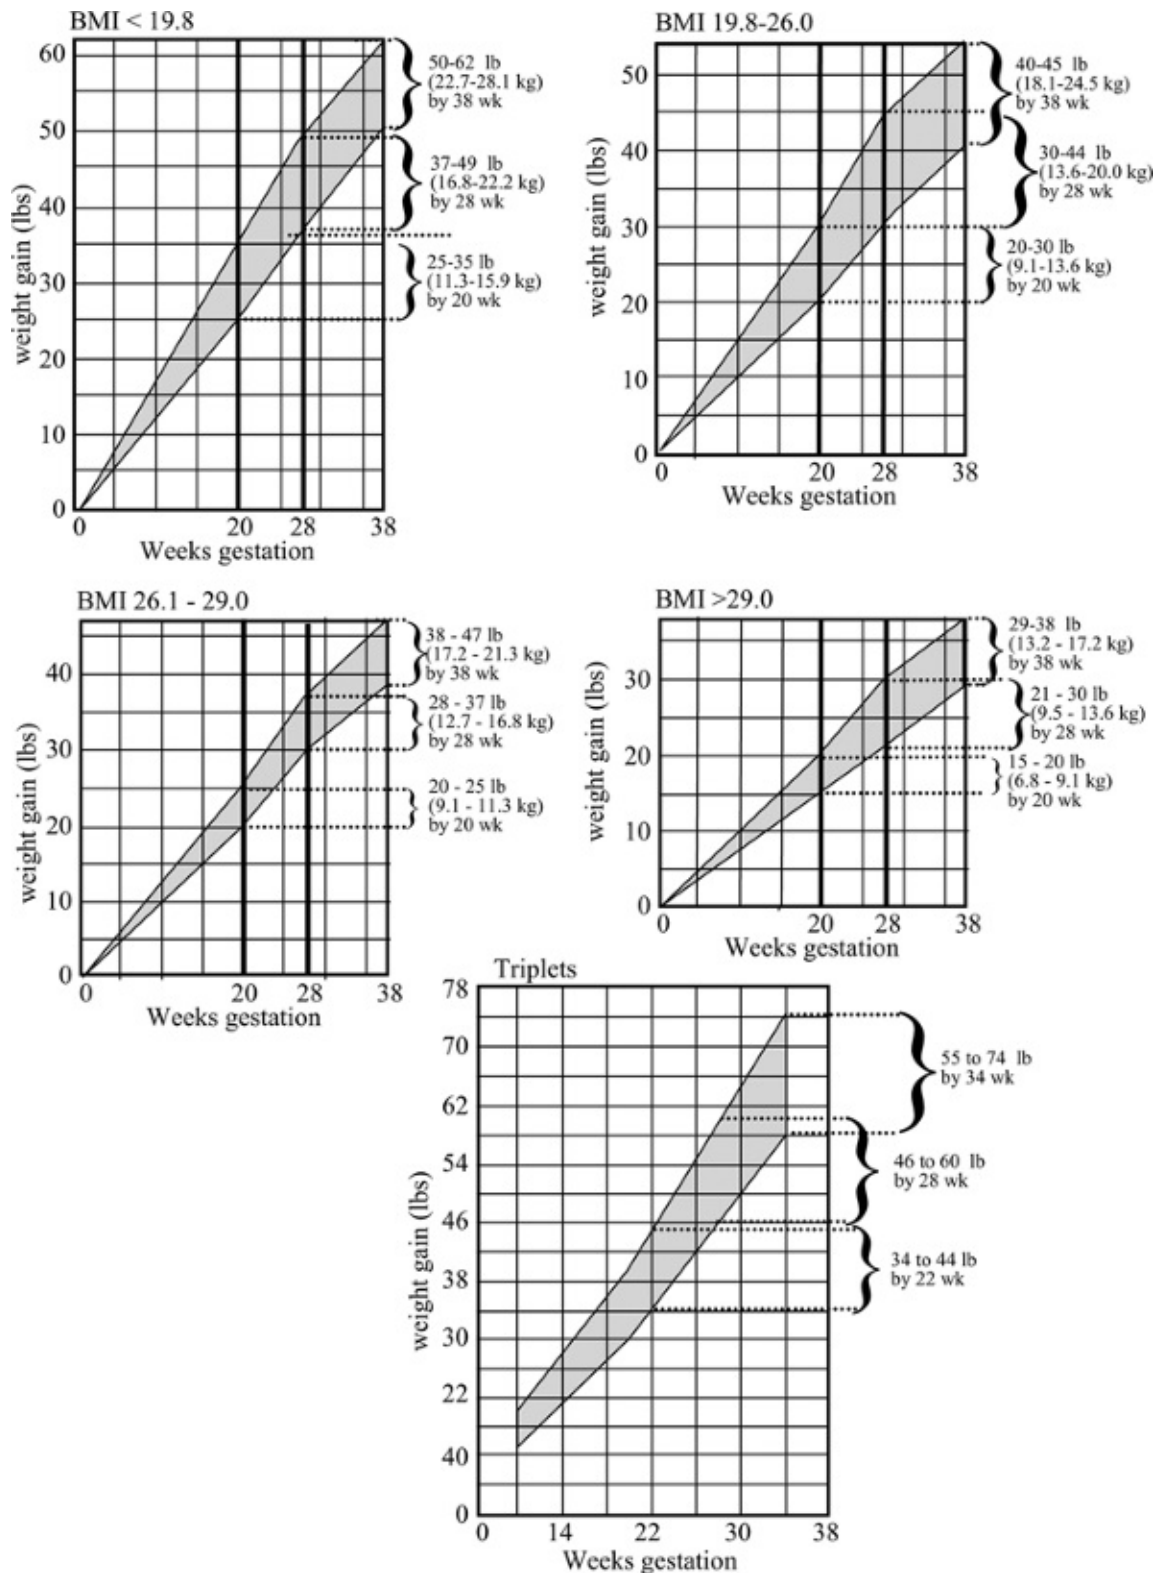 BMI < 19.8
60
50
40
30
20
10
0
weight gain (lbs)
0 20 28 38
Weeks gestation
50-62 lb
(22.7-28.1 kg)
by 38 wk
37-49 lb
(16.8-22.2 kg)
by 28 wk
25-35 lb
(11.3-15.9 kg)
by 20 wk
BMI 19.8-26.0
50
40
30
20
10
0
weight gain (lbs)
0 20 28 38
Weeks gestation
40-45 lb
(18.1-24.5 kg)
by 38 wk
30-44 lb
(13.6-20.0 kg)
by 28 wk
20-30 lb
(9.1-13.6 kg)
by 20 wk
BMI 26.1 - 29.0
40
30
20
10
0
weight gain (lbs)
0 20 28 38
Weeks gestation
38 - 47 lb
(17.2 - 21.3 kg)
by 38 wk
28 - 37 lb
(12.7 - 16.8 kg)
by 28 wk
20 - 25 lb
(9.1 - 11.3 kg)
by 20 wk
BMI >29.0
30
20
10
0
weight gain (lbs)
0 20 28 38
Weeks gestation
29-38 lb
(13.2 - 17.2 kg)
by 38 wk
21 - 30 lb
(9.5 - 13.6 kg)
by 28 wk
15 - 20 lb
(6.8 - 9.1 kg)
by 20 wk
Triplets
78
70
62
54
46
38
30
22
40
0
weight gain (lbs)
0 14 22 30 38
Weeks gestation
55 to 74 lb
by 34 wk
46 to 60 lb
by 28 wk
34 to 44 lb
by 22 wk